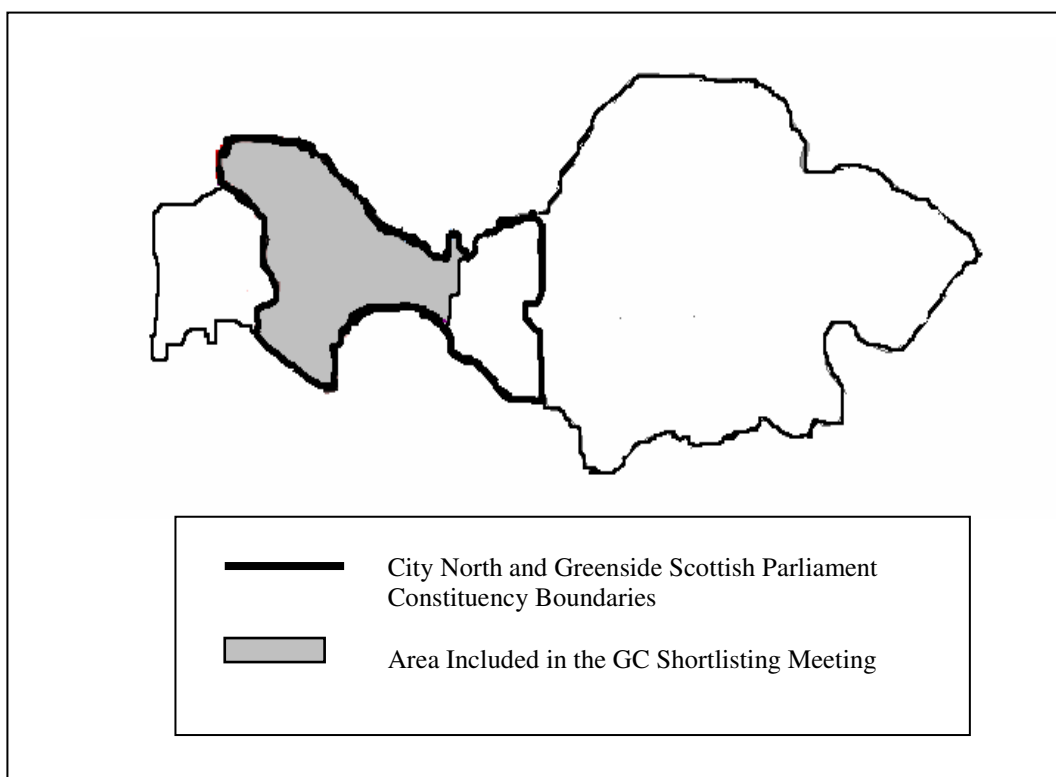 City North and Greenside Scottish Parliament
Constituency Boundaries
Area Included in the GC Shortlisting Meeting